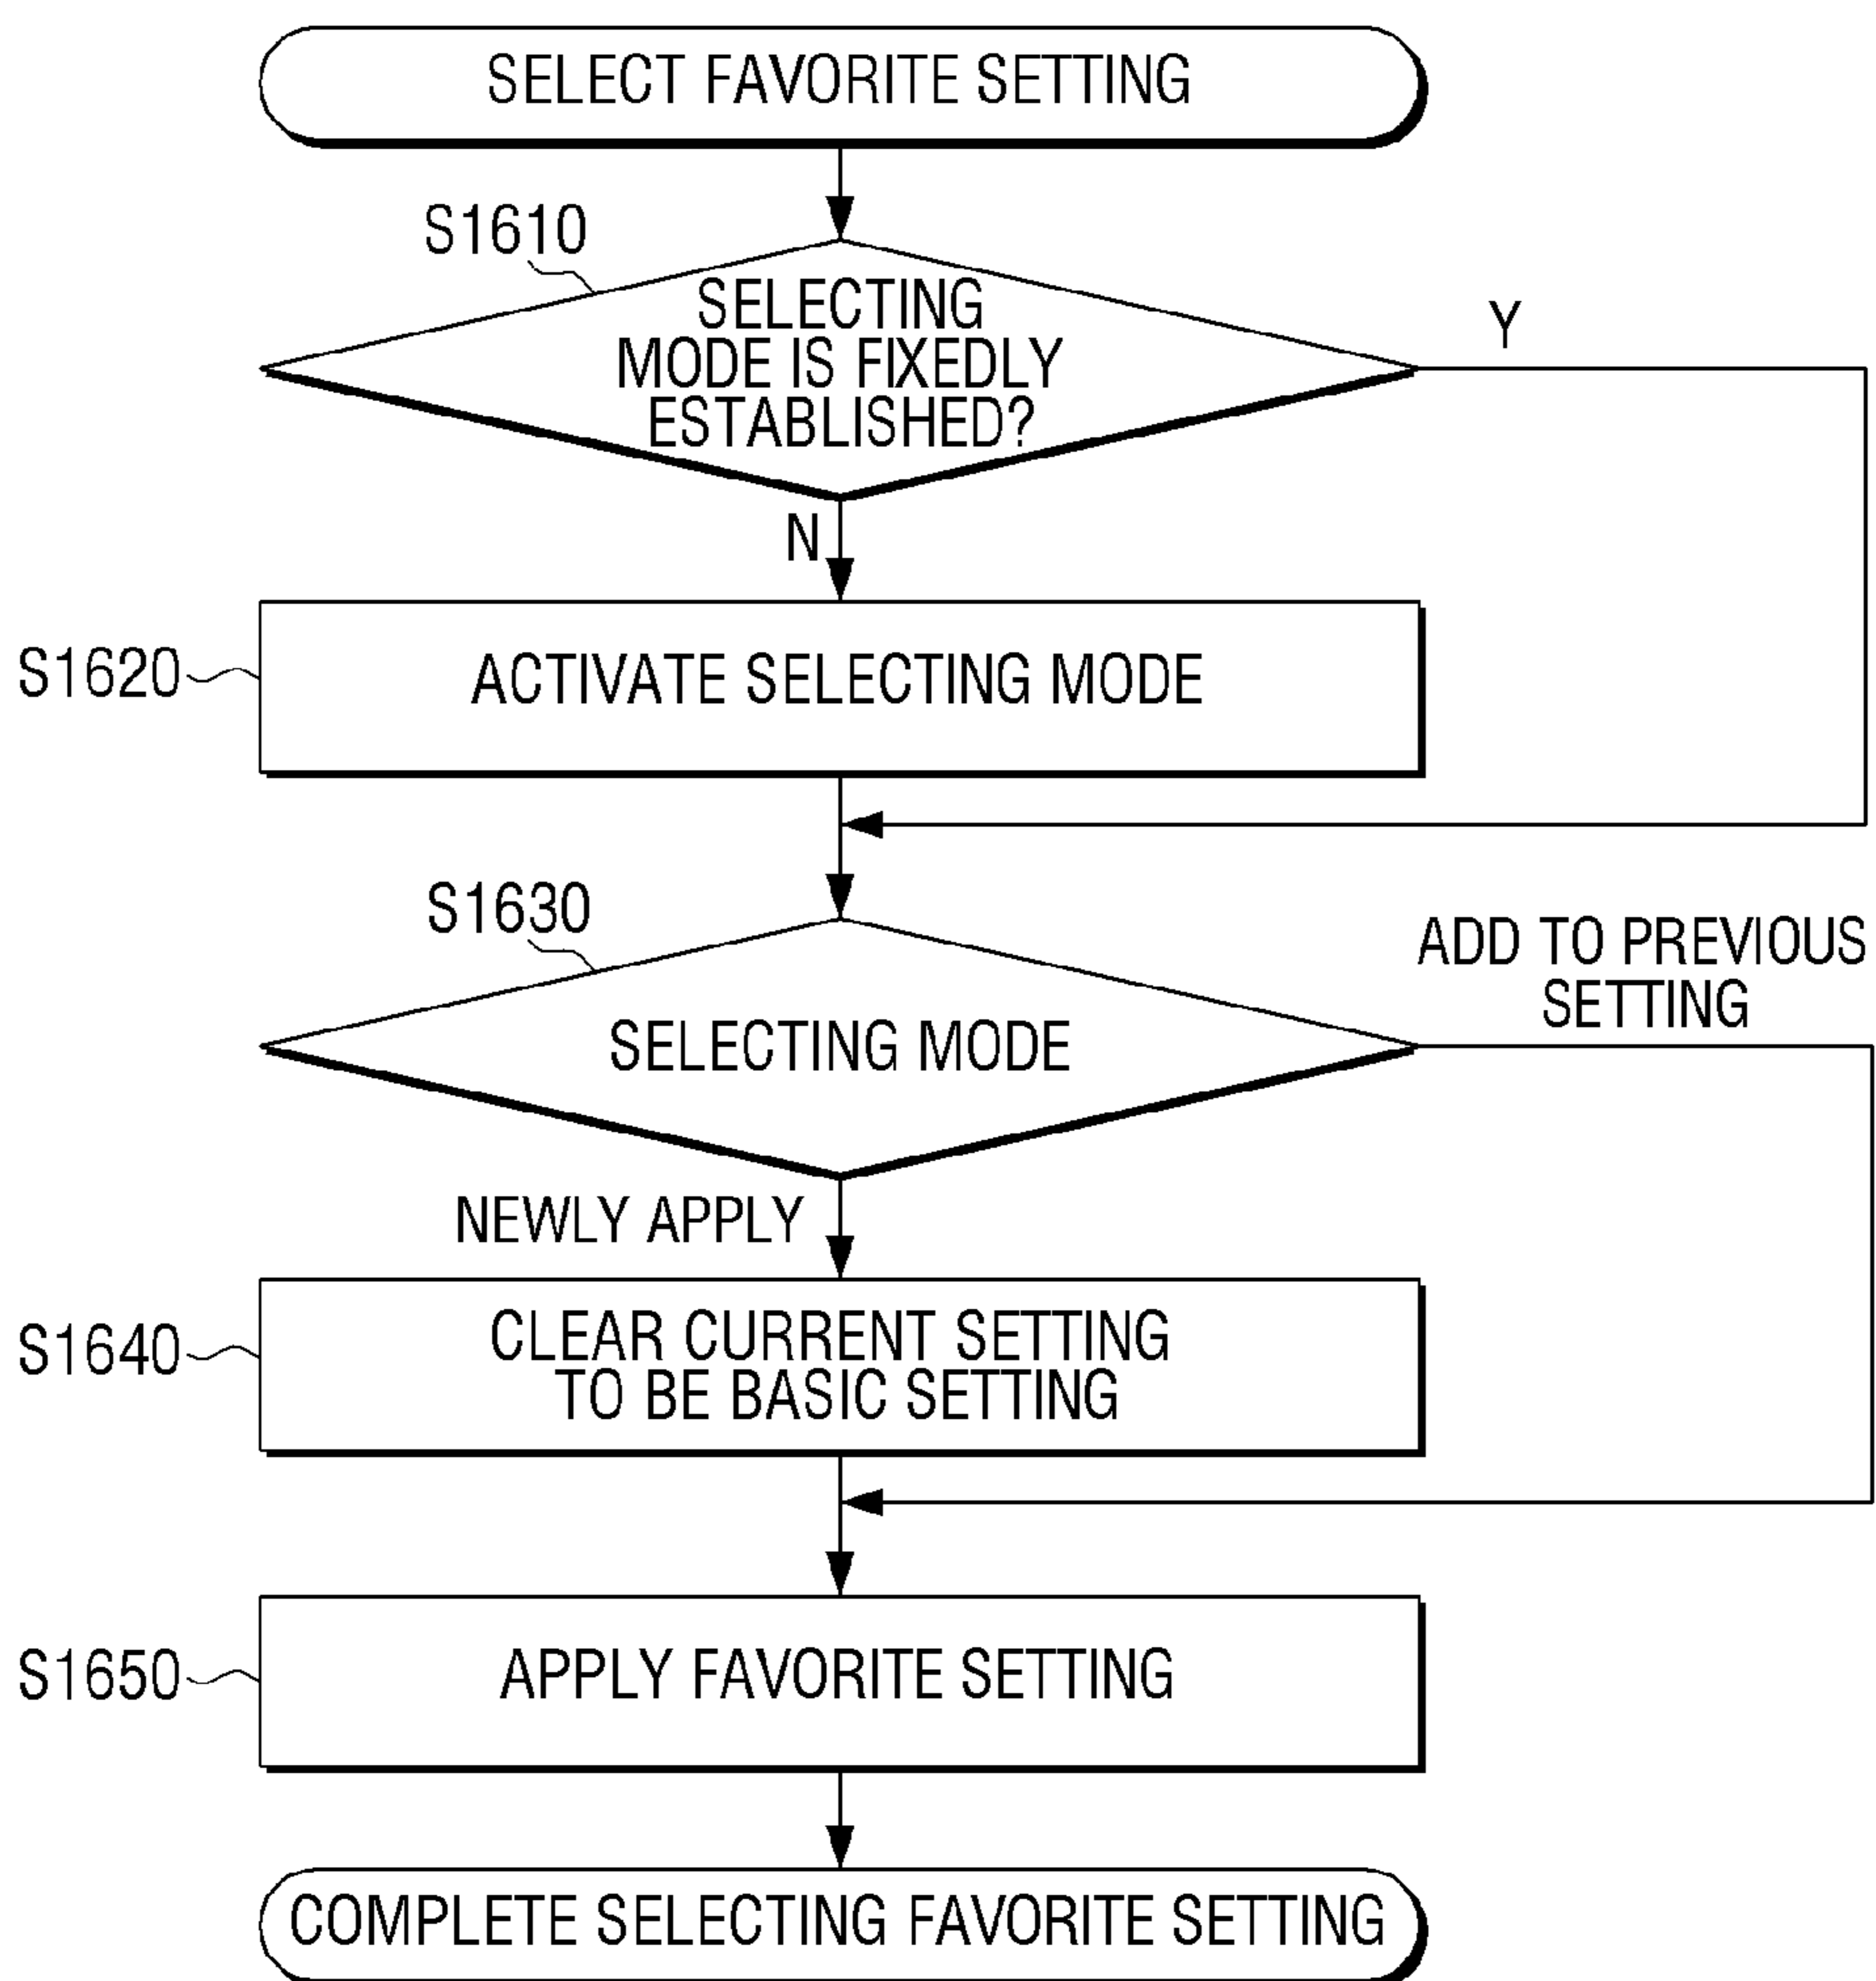 SELECT FAVORITE SETTING
S1610
SELECTING
MODE IS FIXEDLY
ESTABLISHED?
Y
N
S1620
ACTIVATE SELECTING MODE
S1630
SELECTING MODE
ADD TO PREVIOUS
SETTING
NEWLY APPLY
S1640
CLEAR CURRENT SETTING
TO BE BASIC SETTING
S1650
APPLY FAVORITE SETTING
COMPLETE SELECTING FAVORITE SETTING